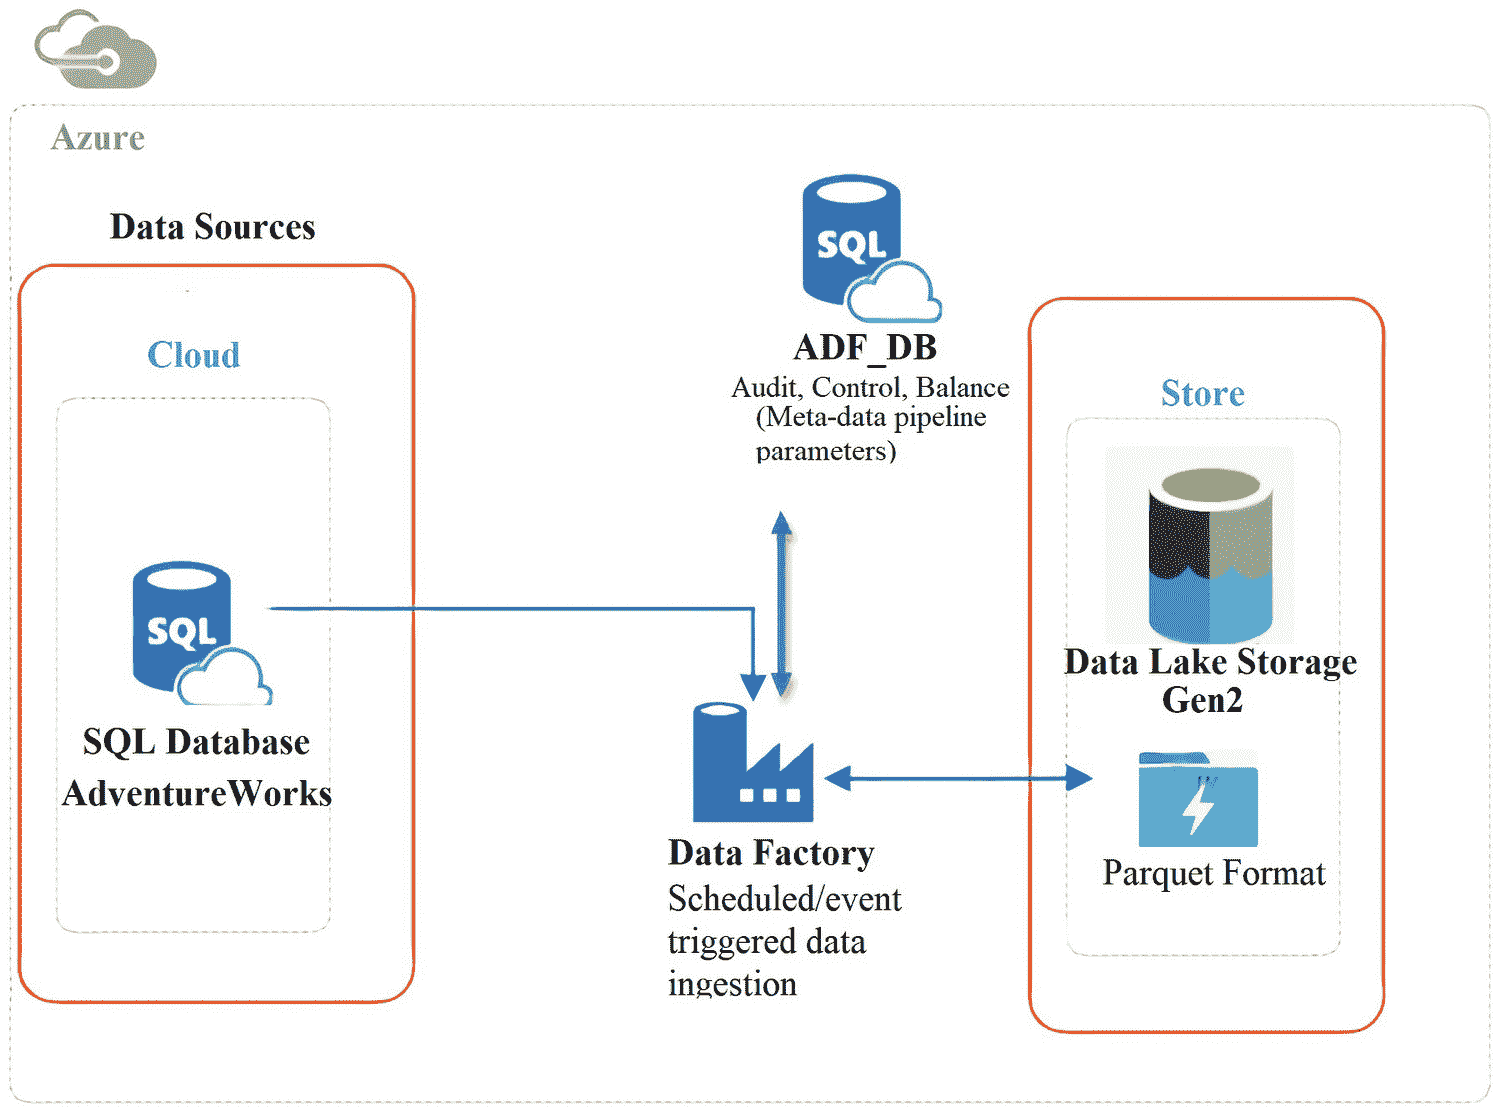 Azure
Data Sources
Cloud
SQL
SQL Database
AdventureWorks
SQL
ADF_DB
Audit, Control, Balance
(Meta-data pipeline
parameters)
Data Factory
Scheduled/event
triggered data
ingestion
Store
Data Lake Storage
Gen2
Parquet Format